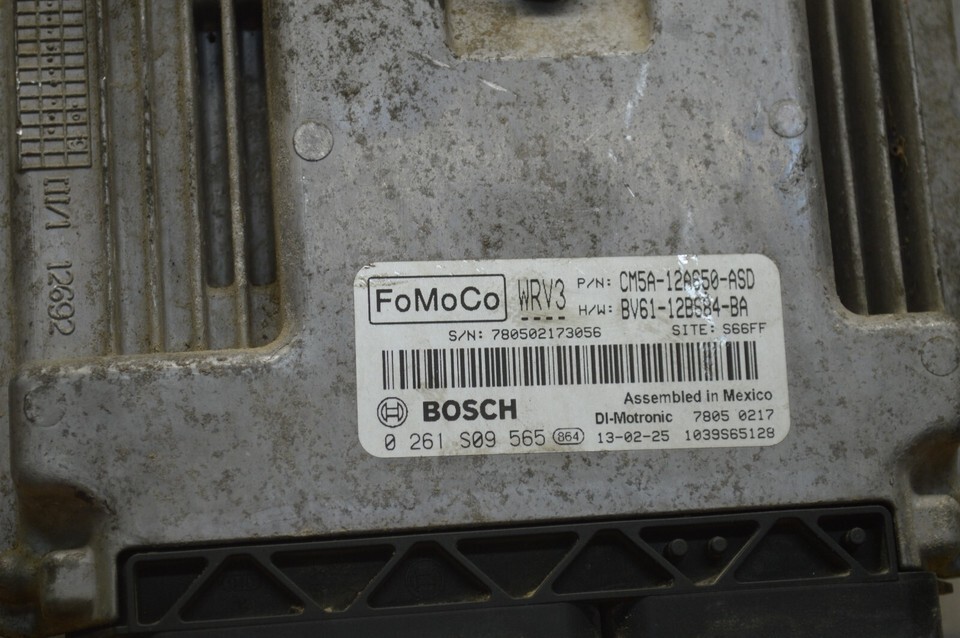 FoMoCo WRV3 P/N: CM5A-12A650-ASD
H/W: BV61-12B684-BA
S/N: 780502173056 SITE: S66FF
Assembled in Mexico
BOSCH DI-Motronic 7805 0217
0 261 S09 565 864 13-02-25 1039S65128
12692